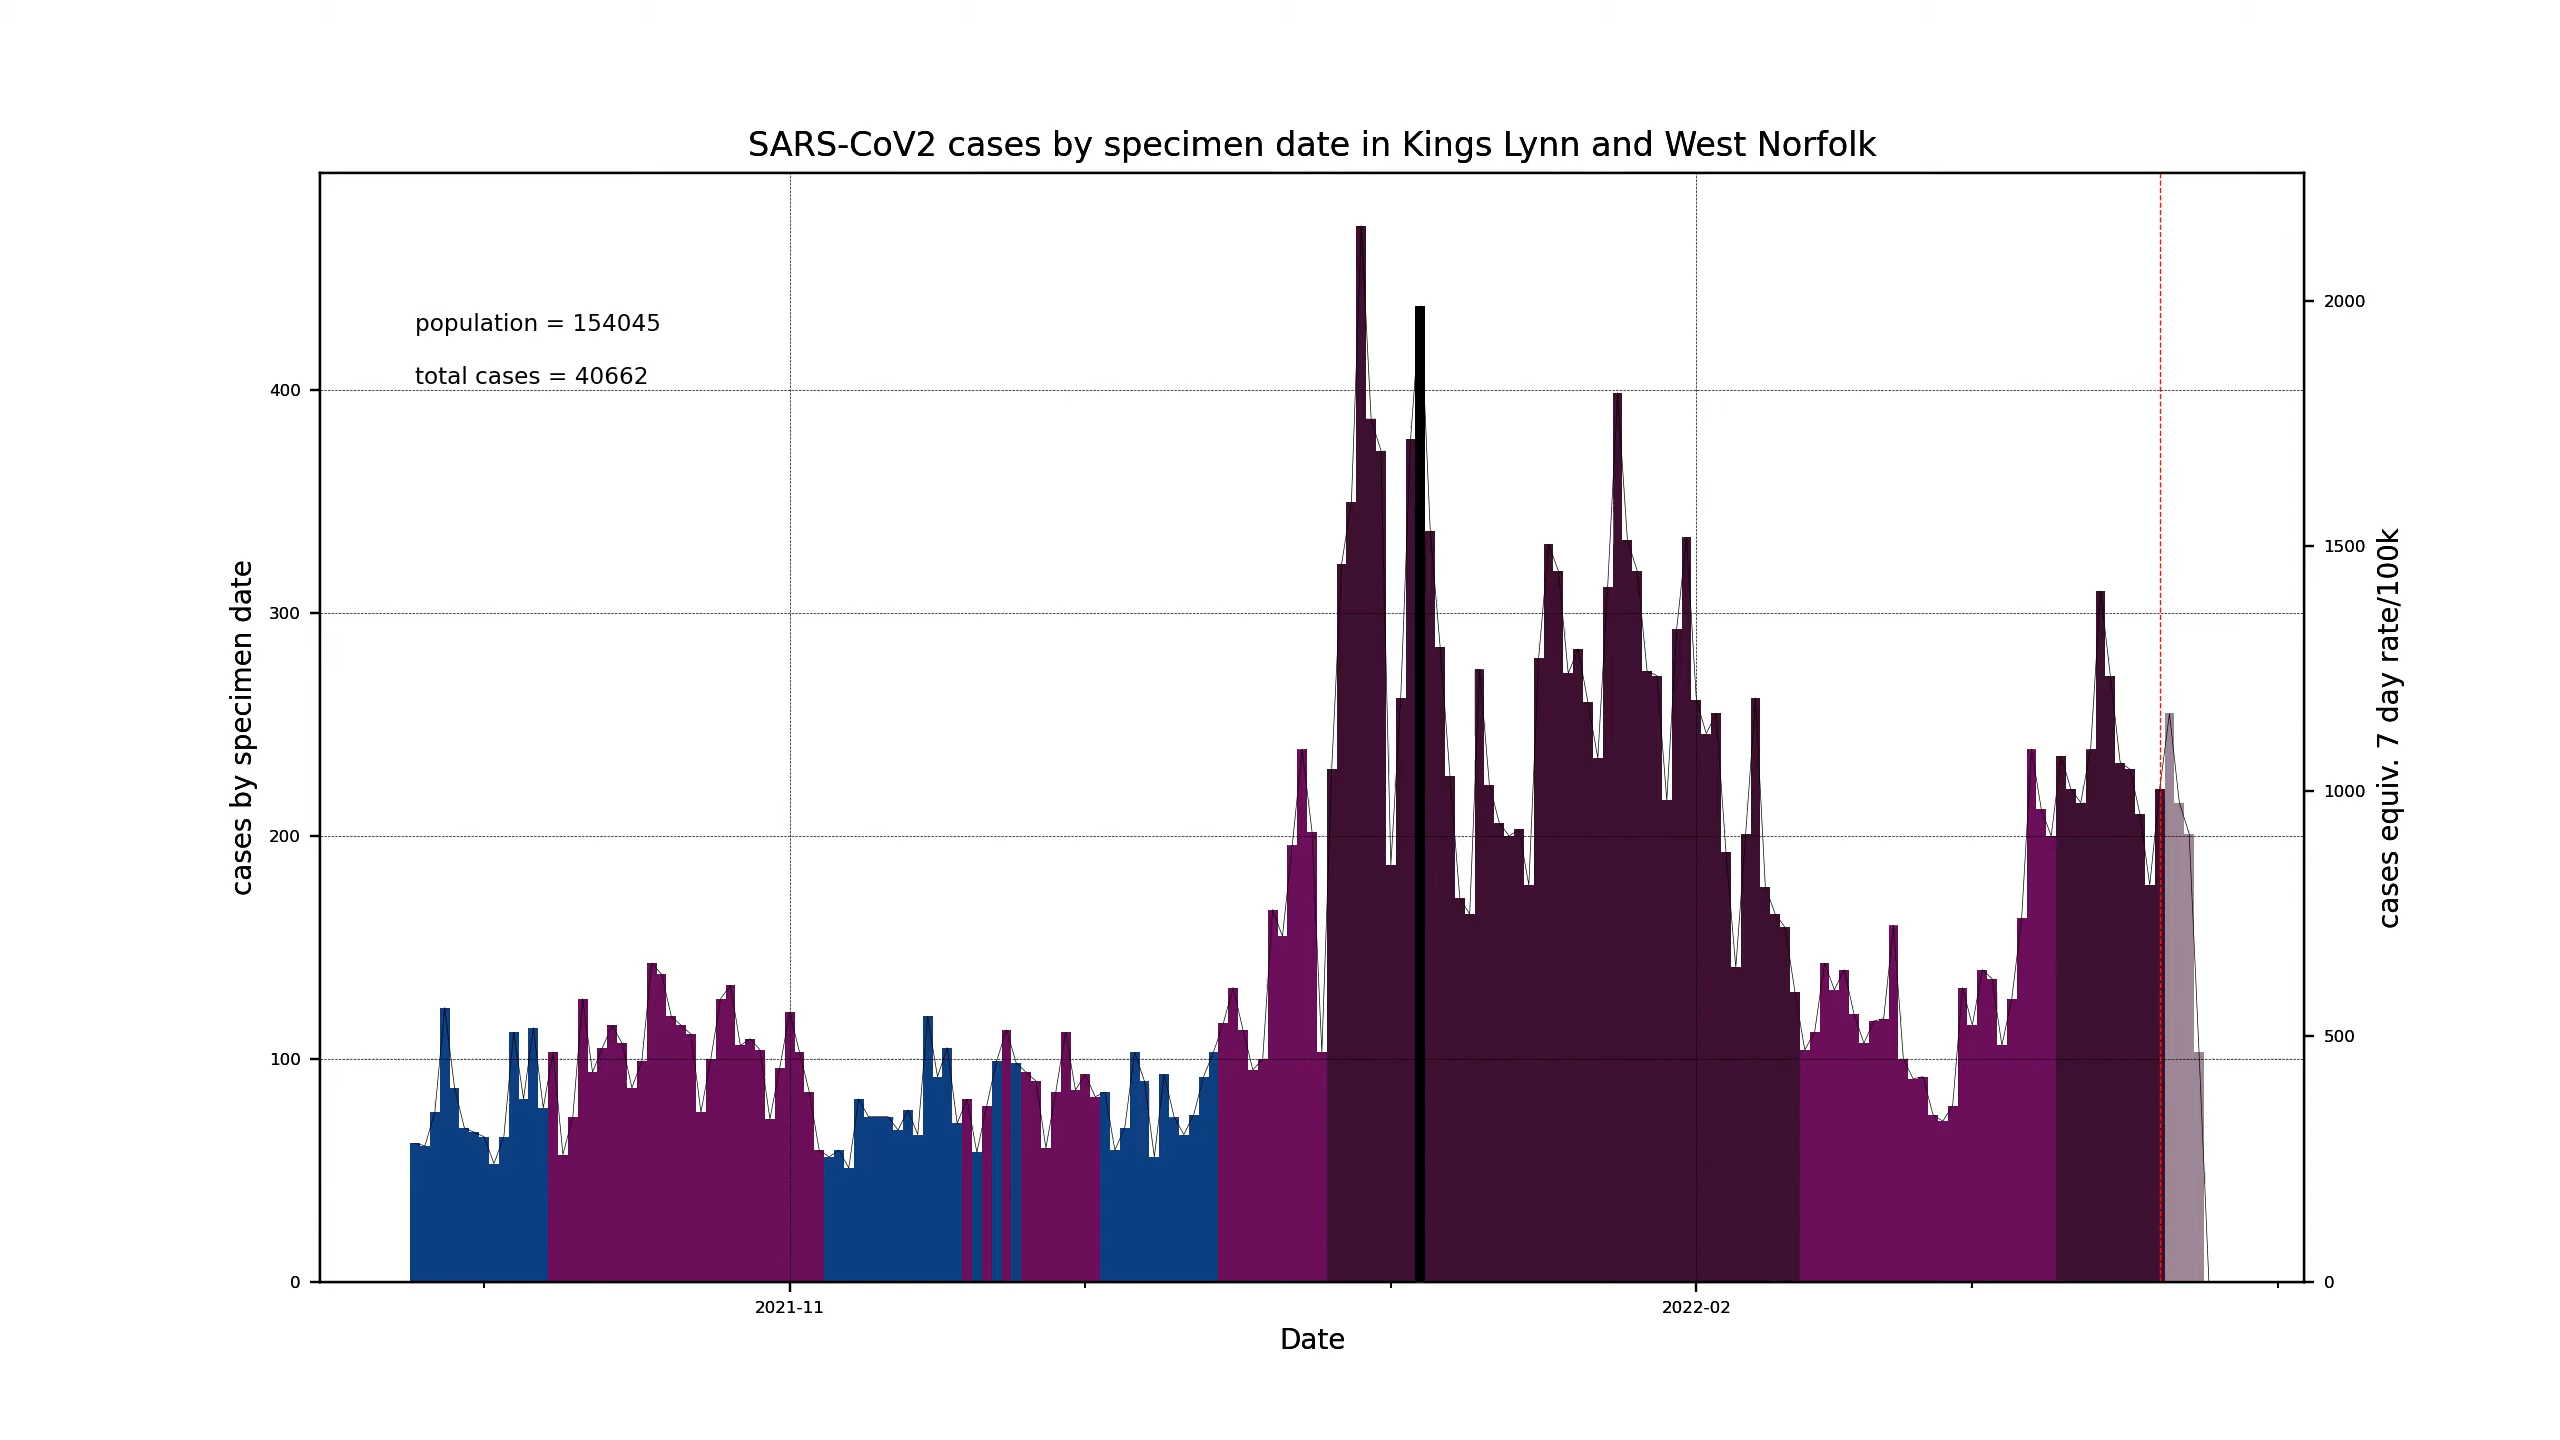 SARS-CoV2 cases by specimen date in Kings Lynn and West Norfolk
population = 154045
total cases = 40662
cases by specimen date
400
300
200
100
0
2000
1500
1000
500
0
cases equiv. 7 day rate/100k
2021-11
2022-02
Date